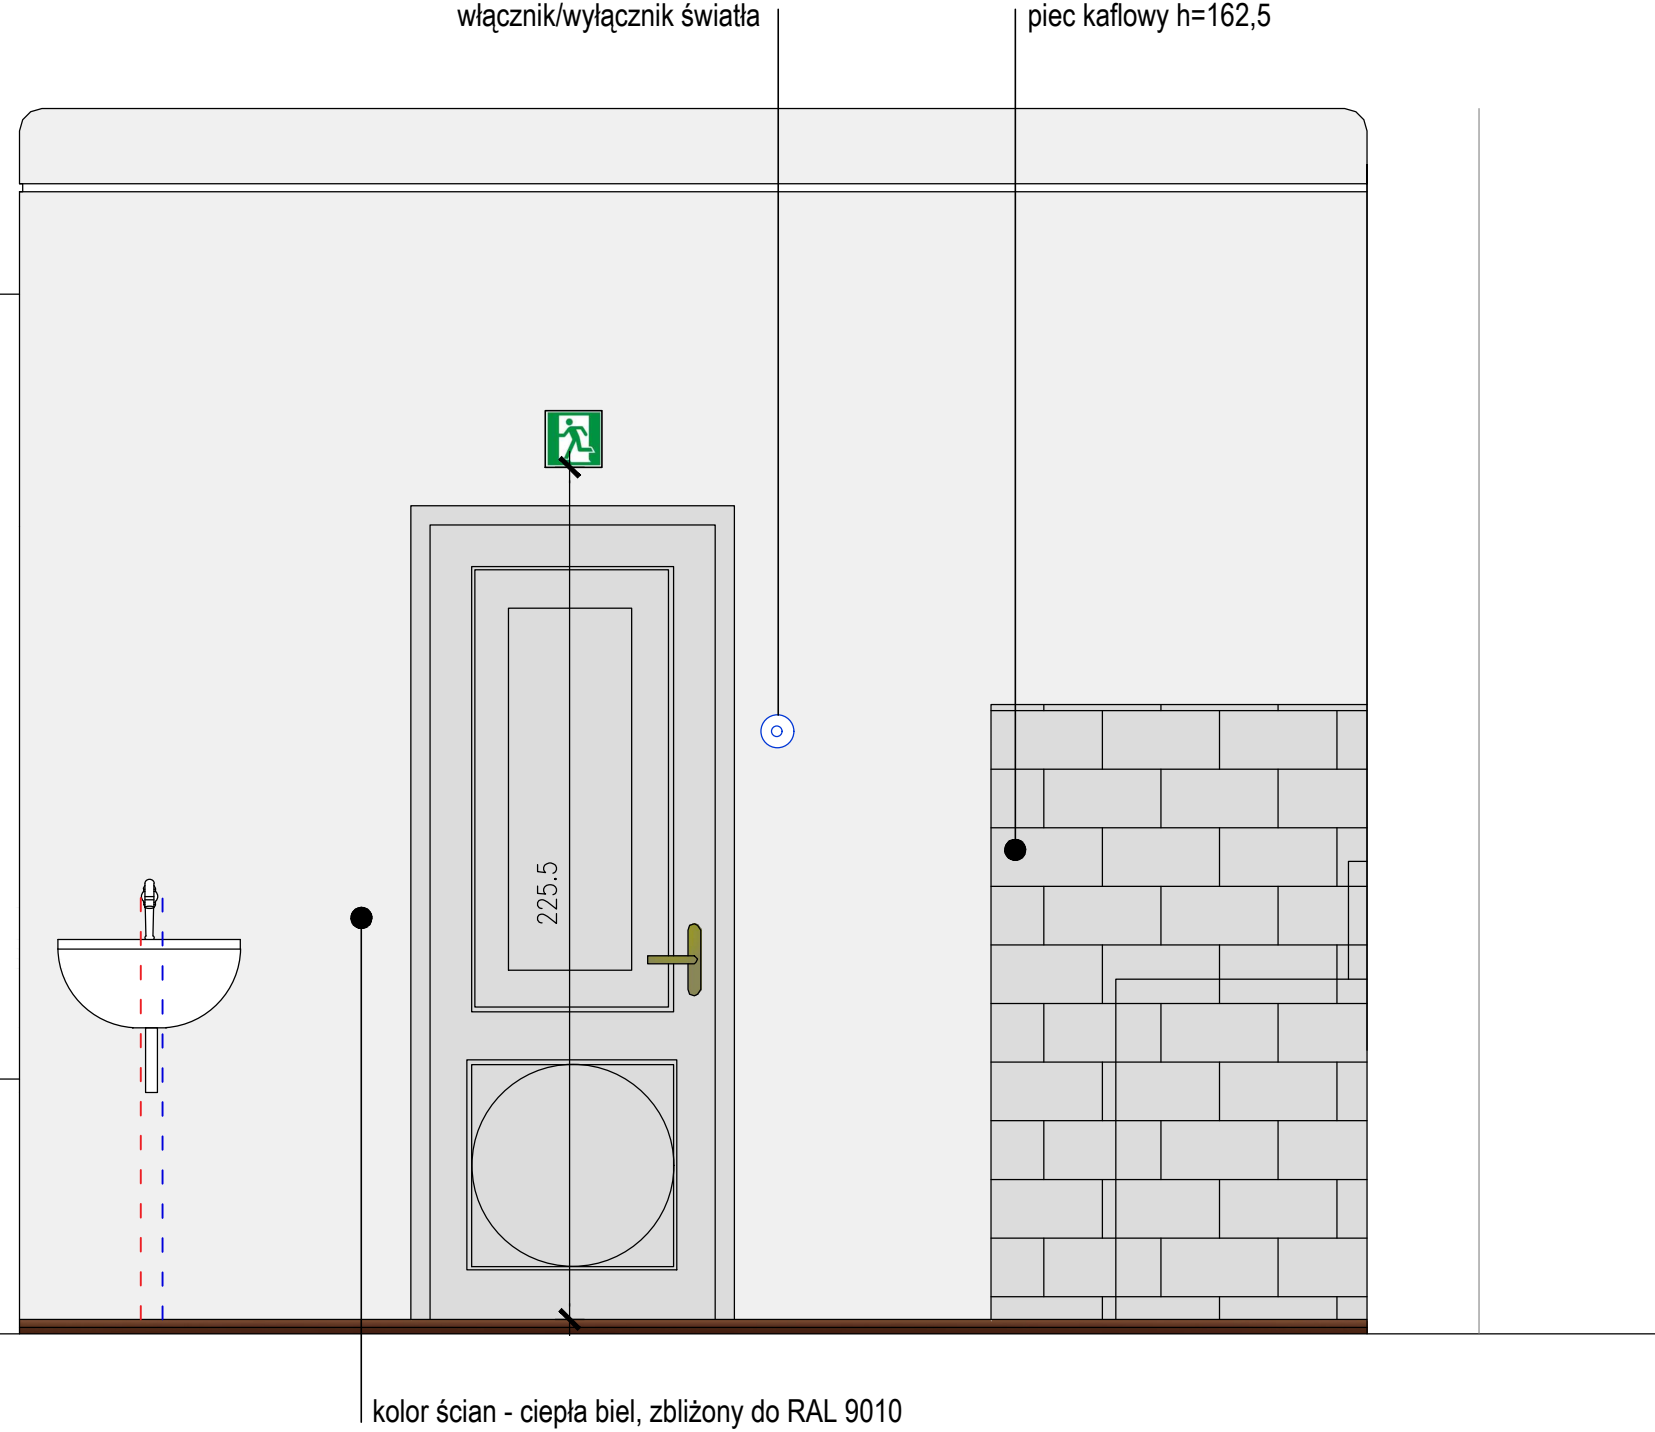 włącznik/wyłącznik światła
piec kaflowy h=162,5
225.5
kolor ścian - ciepła biel, zbliżony do RAL 9010